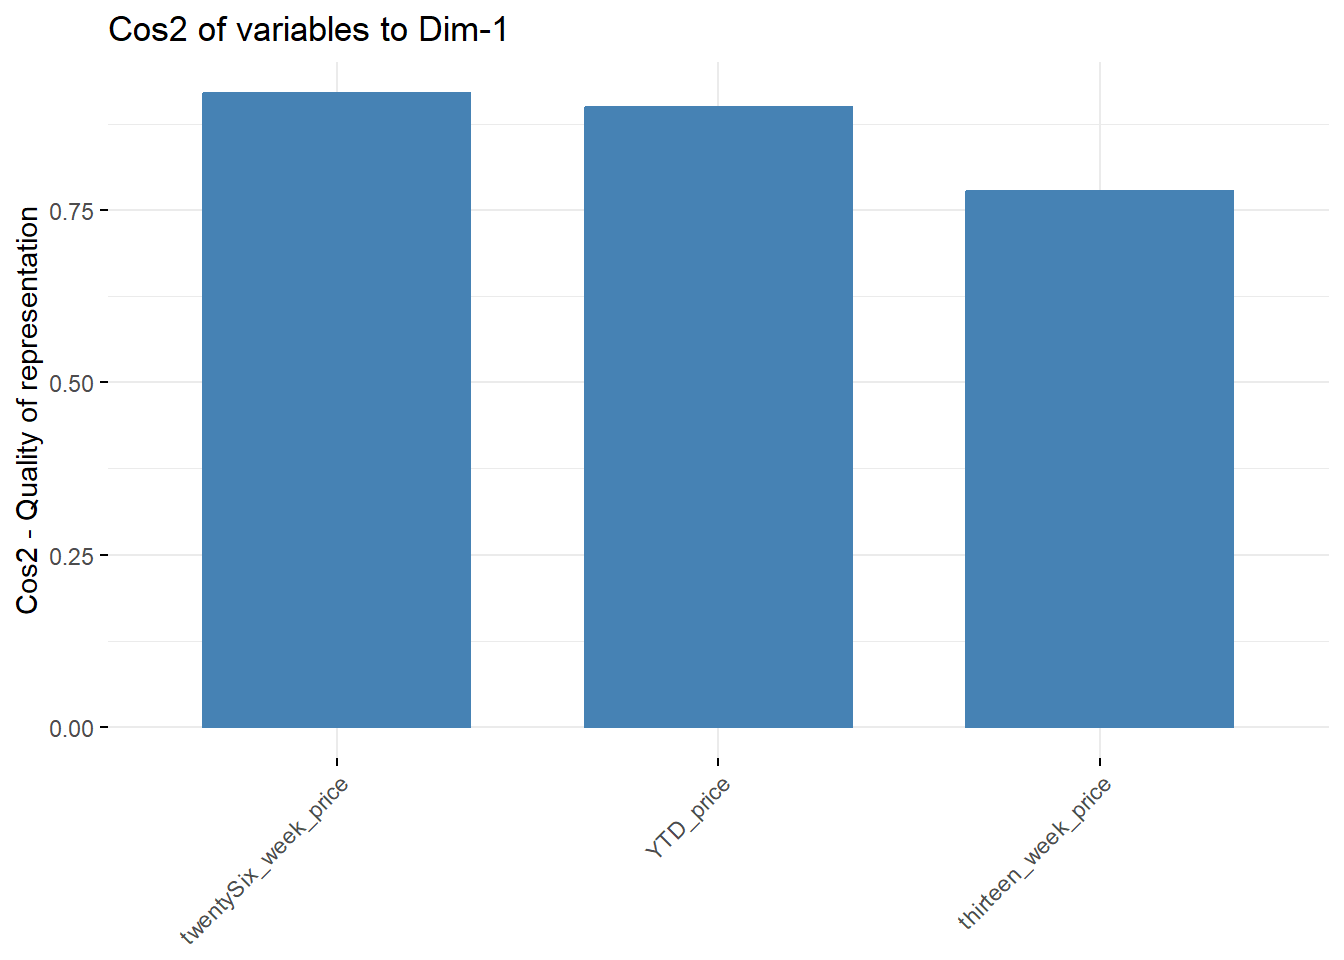 Cos2 of variables to Dim-1
Cos2 - Quality of representation
0.75
0.50
0.25
0.00
twentySix_week_price
YTD_price
thirteen_week_price